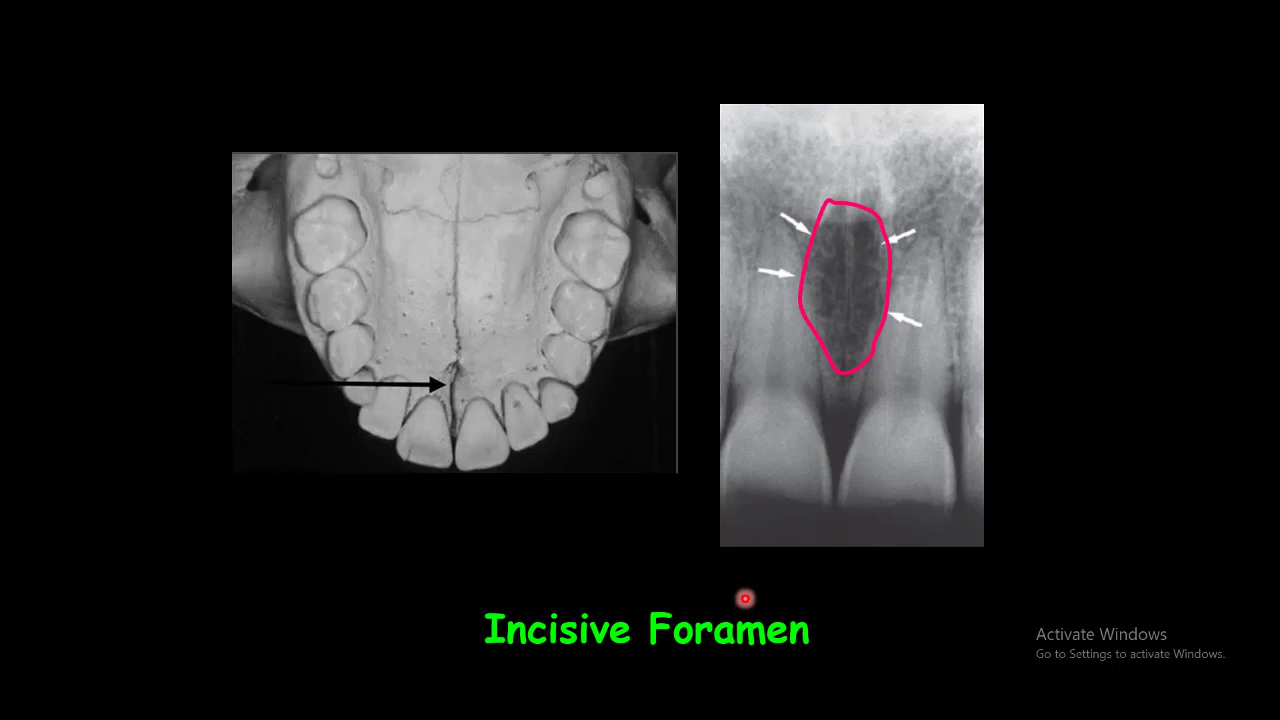 Incisive Foramen
Activate Windows
Go to Settings to activate Windows.